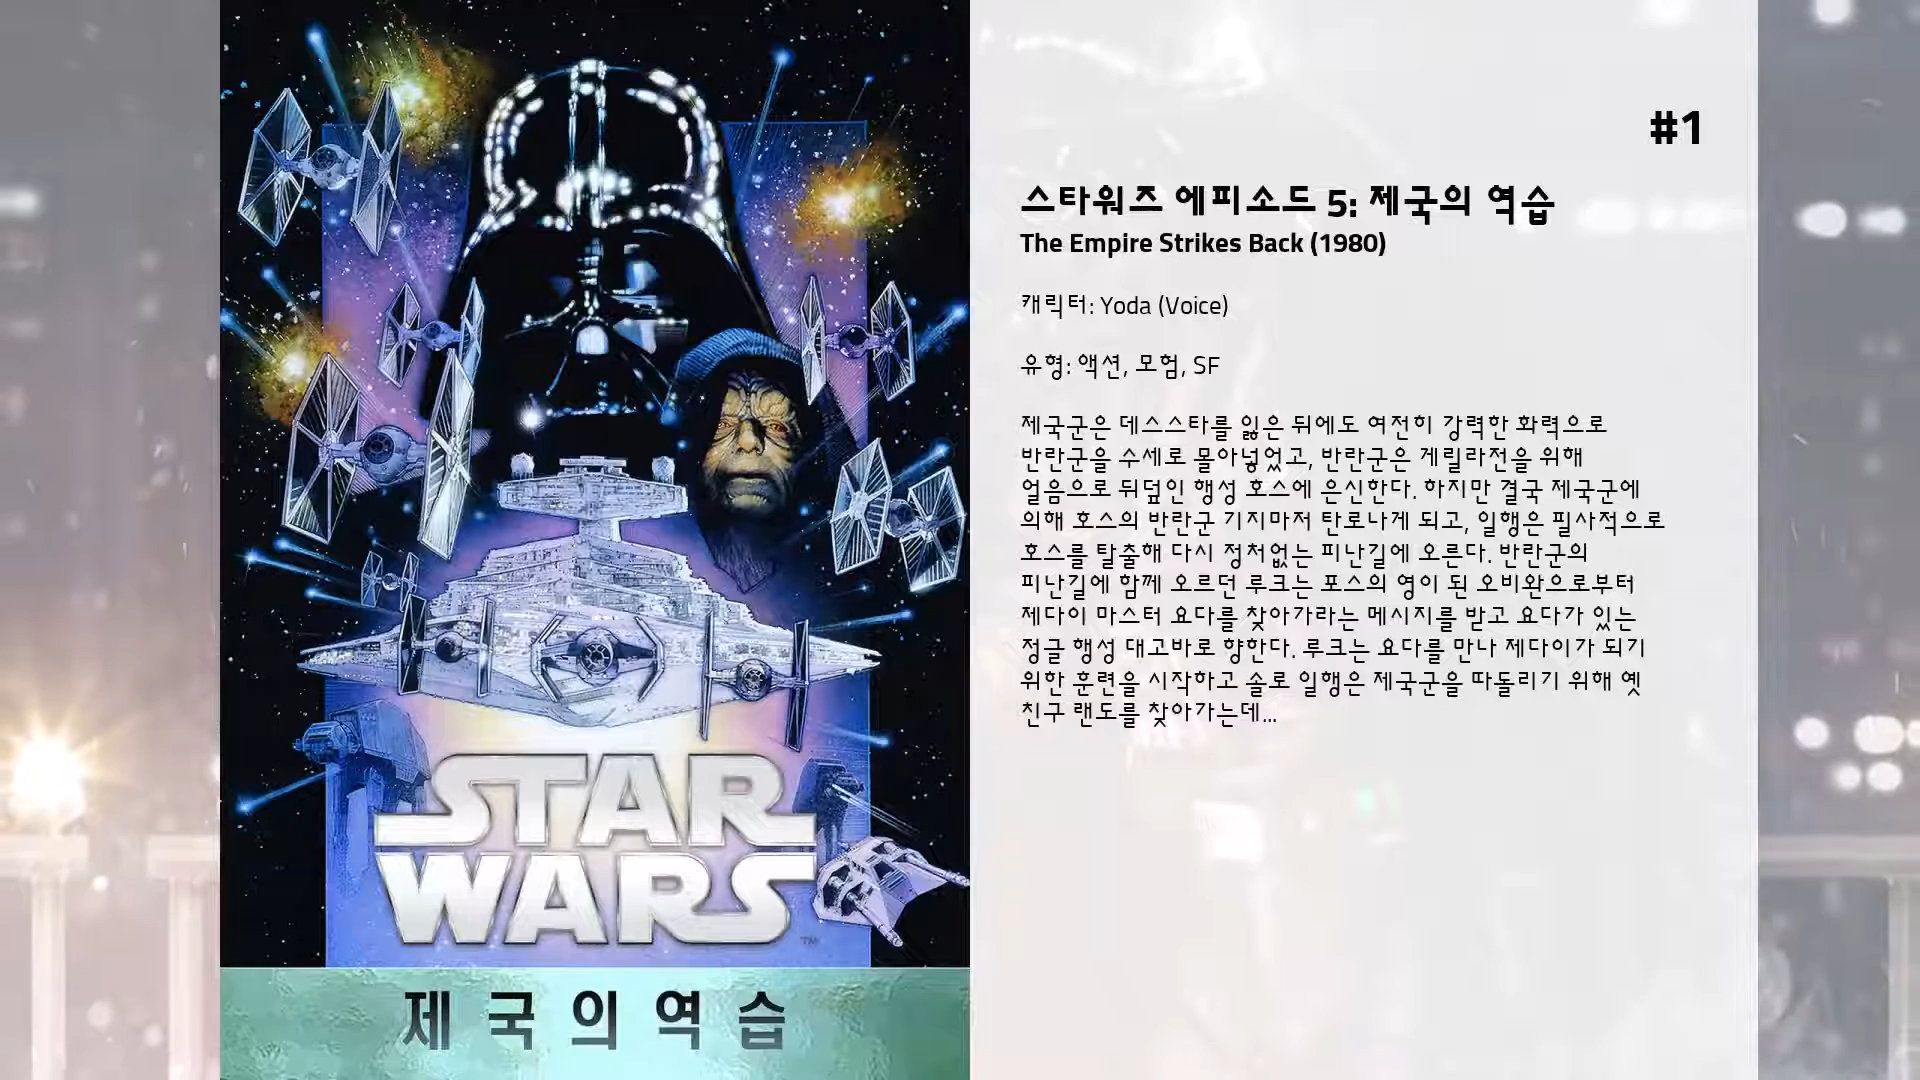 #1
스타워즈 에피소드 5: 제국의 역습
The Empire Strikes Back (1980)
캐릭터: Yoda (Voice)
유형: 액션, 모험, SF
제국군은 데스스타를 잃은 뒤에도 여전히 강력한 화력으로
반란군을 수세로 몰아넣었고, 반란군은 게릴라전을 위해
얼음으로 뒤덮인 행성 호스에 은신한다. 하지만 결국 제국군에
의해 호스의 반란군 기지마저 탄로나게 되고, 일행은 필사적으로
호스를 탈출해 다시 정처없는 피난길에 오른다. 반란군의
피난길에 함께 오르던 루크는 포스의 영이 된 오비완으로부터
제다이 마스터 요다를 찾아가라는 메시지를 받고 요다가 있는
정글 행성 대고바로 향한다. 루크는 요다를 만나 제다이가 되기
위한 훈련을 시작하고 솔로 일행은 제국군을 따돌리기 위해 옛
친구 랜도를 찾아가는데...
STAR
WARS
TM
제국의역습